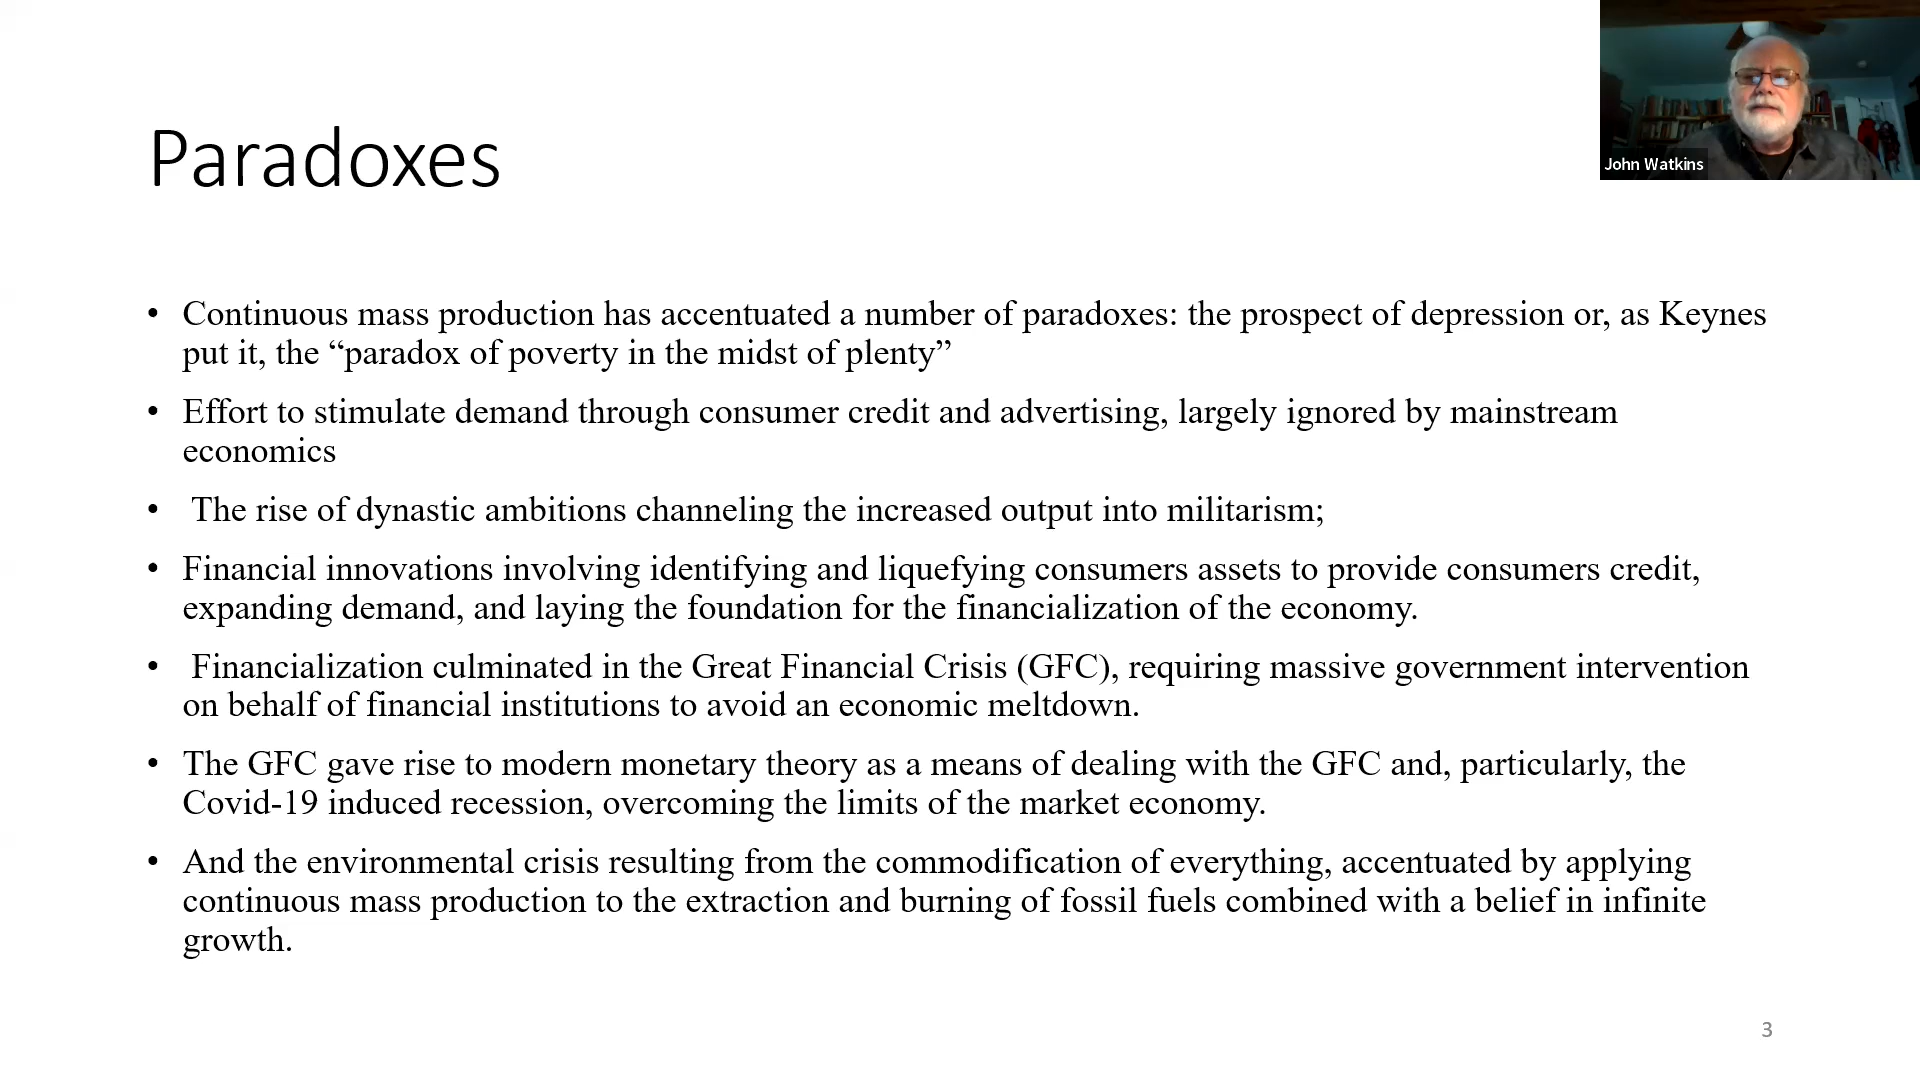 Paradoxes
John Watkins
• Continuous mass production has accentuated a number of paradoxes: the prospect of depression or, as Keynes
put it, the “paradox of poverty in the midst of plenty”
• Effort to stimulate demand through consumer credit and advertising, largely ignored by mainstream
economics
• The rise of dynastic ambitions channeling the increased output into militarism;
• Financial innovations involving identifying and liquefying consumers assets to provide consumers credit,
expanding demand, and laying the foundation for the financialization of the economy.
• Financialization culminated in the Great Financial Crisis (GFC), requiring massive government intervention
on behalf of financial institutions to avoid an economic meltdown.
• The GFC gave rise to modern monetary theory as a means of dealing with the GFC and, particularly, the
Covid-19 induced recession, overcoming the limits of the market economy.
• And the environmental crisis resulting from the commodification of everything, accentuated by applying
continuous mass production to the extraction and burning of fossil fuels combined with a belief in infinite
growth.
3